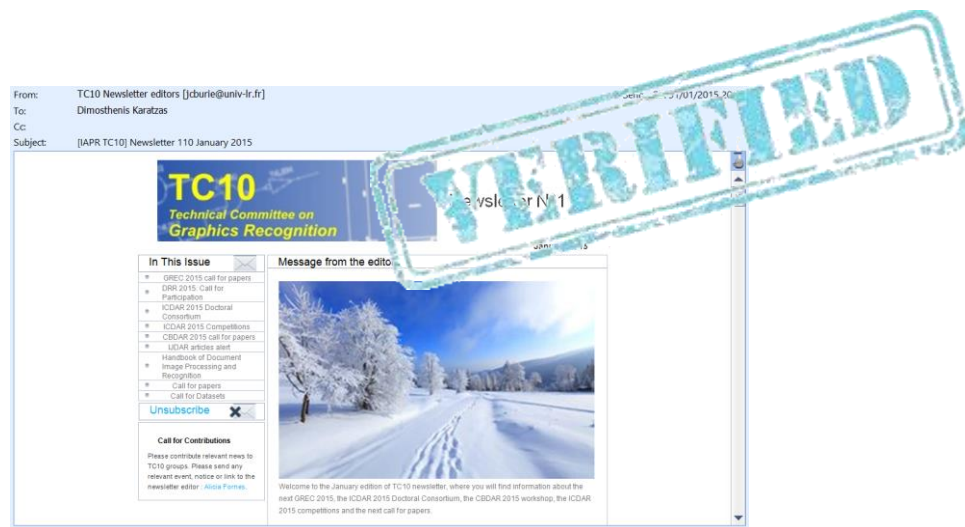 VERIFIED
From: TC10 Newsletter editors [jcburie@univ-lr.fr]
To: Dimosthenis Karatzas
Cc:
Subject: [IAPR TC10] Newsletter 110 January 2015
TC10
Technical Committee on
Graphics Recognition
In This Issue
GREC 2015 call for papers
DRR 2015: Call for
Participation
ICDAR 2015 Doctoral
Consortium
ICDAR 2015 Competitions
CBDAR 2015 call for papers
IJDAR articles alert
Handbook of Document
Image Processing and
Recognition
Call for papers
Call for Datasets
Unsubscribe
Call for Contributions
Please contribute relevant news to
TC10 groups. Please send any
relevant event, notice or link to the
newsletter editor : Alicia Fornes.
Message from the
Welcome to the January edition of TC10 newsletter, where you will find information about the
next GREC 2015, the ICDAR 2015 Doctoral Consortium, the CBDAR 2015 workshop, the ICDAR
2015 competitions and the next call for papers.